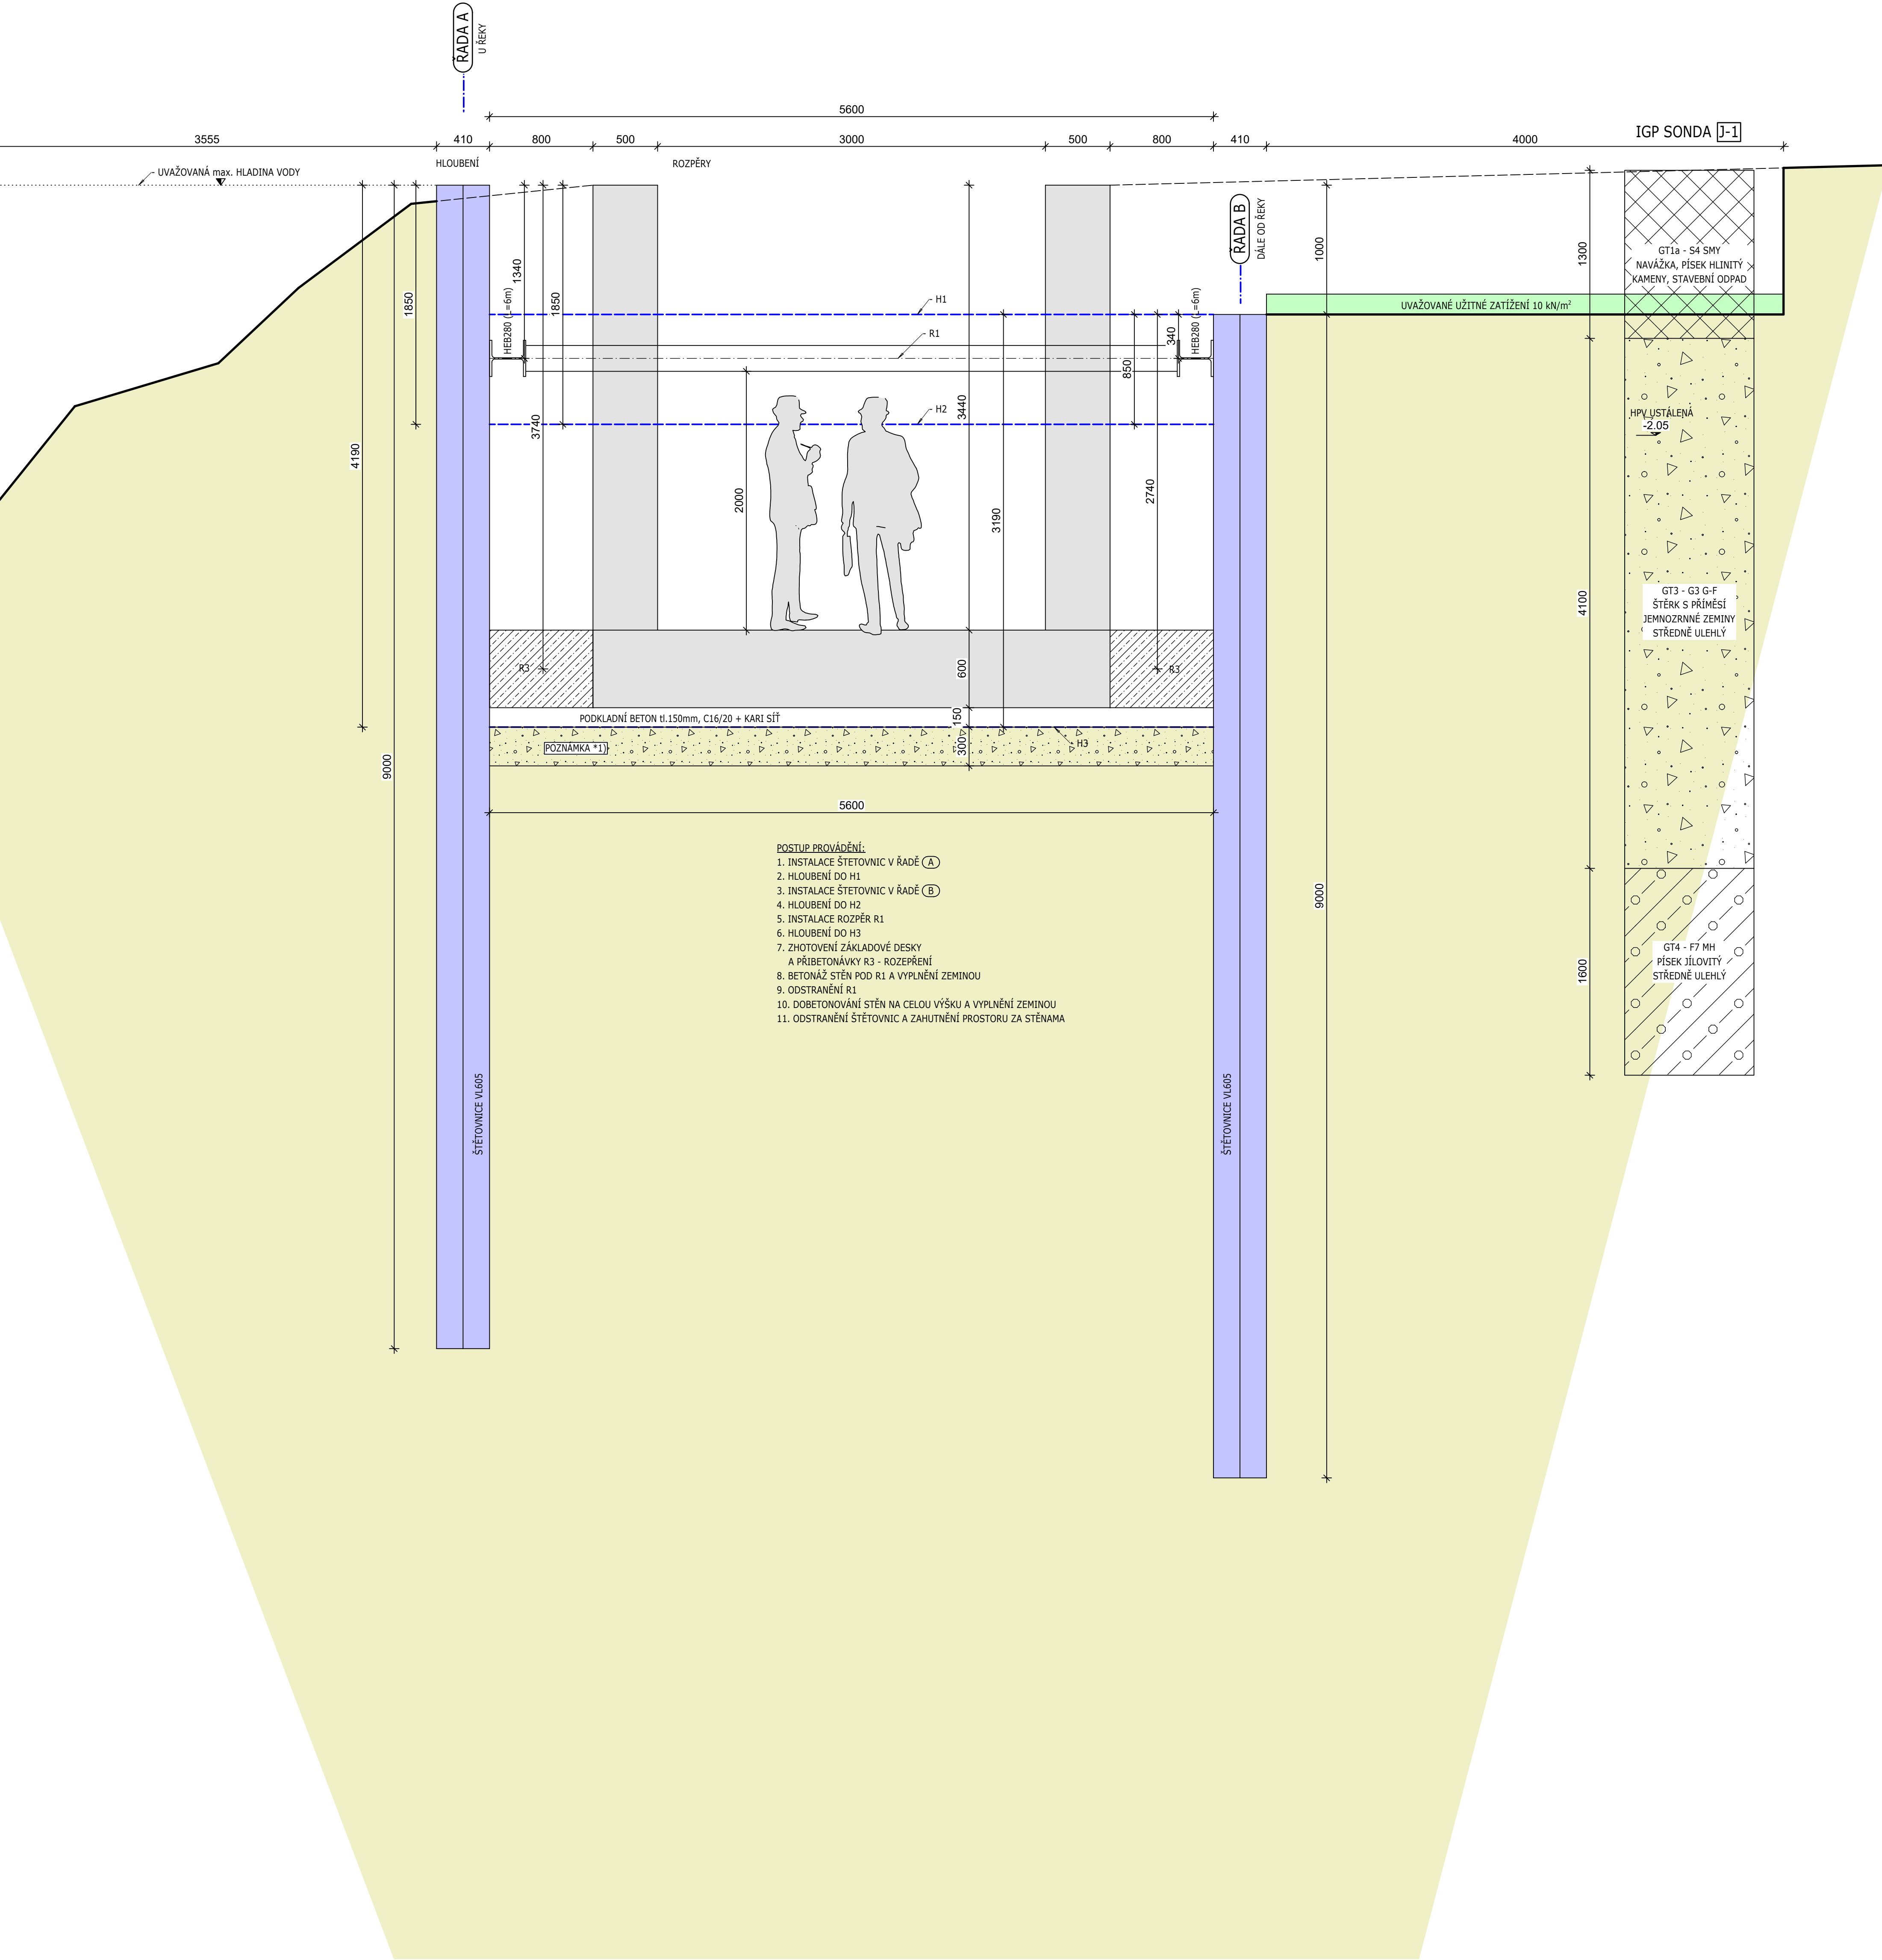 ŘADA A
U ŘEKY
5600
3555
410
800
500
3000
500
800
410
4000
IGP SONDA J-1
HLOUBENÍ
ROZPĚRY
UVAŽOVANÁ max. HLADINA VODY
ŘADA B
DÁLE OD ŘEKY
1000
1300
GT1a - S4 SMY
NAVÁŽKA, PÍSEK HLINITÝ
KAMENY, STAVEBNÍ ODPAD
1340
1850
1850
HEB280 (L=6m)
H1
R1
340
HEB280 (L=6m)
UVAŽOVANÉ UŽITNÉ ZATÍŽENÍ 10 kN/m²
850
3740
3440
H2
HPV USTÁLENÁ
-2.05
4190
2000
3190
2740
4100
GT3 - G3 G-F
ŠTĚRK S PŘÍMĚSÍ
JEMNOZRNNÉ ZEMINY
STŘEDNĚ ULEHLÝ
R3
600
R3
PODKLADNÍ BETON tl.150mm, C16/20 + KARI SÍŤ
150
POZNÁMKA *1)
300
H3
9000
5600
POSTUP PROVÁDĚNÍ:
1. INSTALACE ŠTETOVNIC V ŘADĚ A
2. HLOUBENÍ DO H1
3. INSTALACE ŠTETOVNIC V ŘADĚ B
4. HLOUBENÍ DO H2
5. INSTALACE ROZPĚR R1
6. HLOUBENÍ DO H3
7. ZHOTOVENÍ ZÁKLADOVÉ DESKY
A PŘIBETONÁVKY R3 - ROZEPŘENÍ
8. BETONÁŽ STĚN POD R1 A VYPLNĚNÍ ZEMINOU
9. ODSTRANĚNÍ R1
10. DOBETONOVÁNÍ STĚN NA CELOU VÝŠKU A VYPLNĚNÍ ZEMINOU
11. ODSTRANĚNÍ ŠTĚTOVNIC A ZAHUTNĚNÍ PROSTORU ZA STĚNAMA
9000
1600
GT4 - F7 MH
PÍSEK JÍLOVITÝ
STŘEDNĚ ULEHLÝ
ŠTĚTOVNICE VL605
ŠTĚTOVNICE VL605